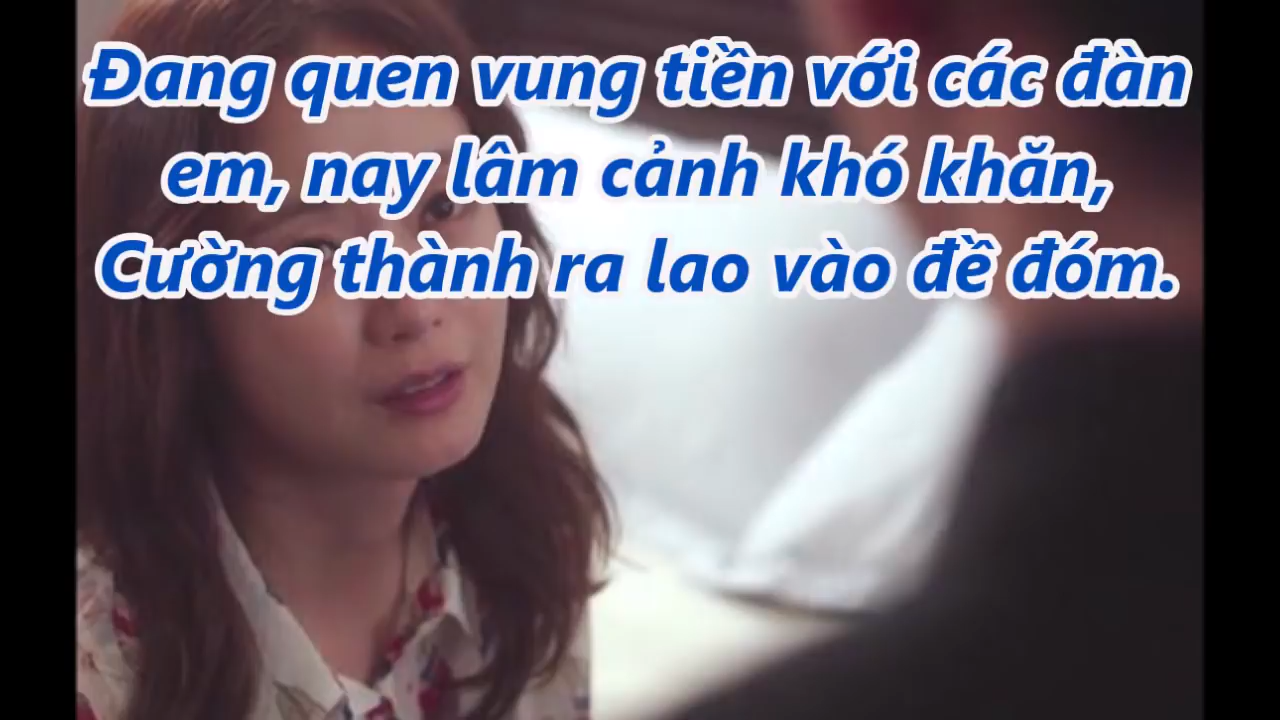 Đang quen vung tiền với các đàn
em, nay lâm cảnh khó khăn,
Cường thành ra lao vào đề đóm.